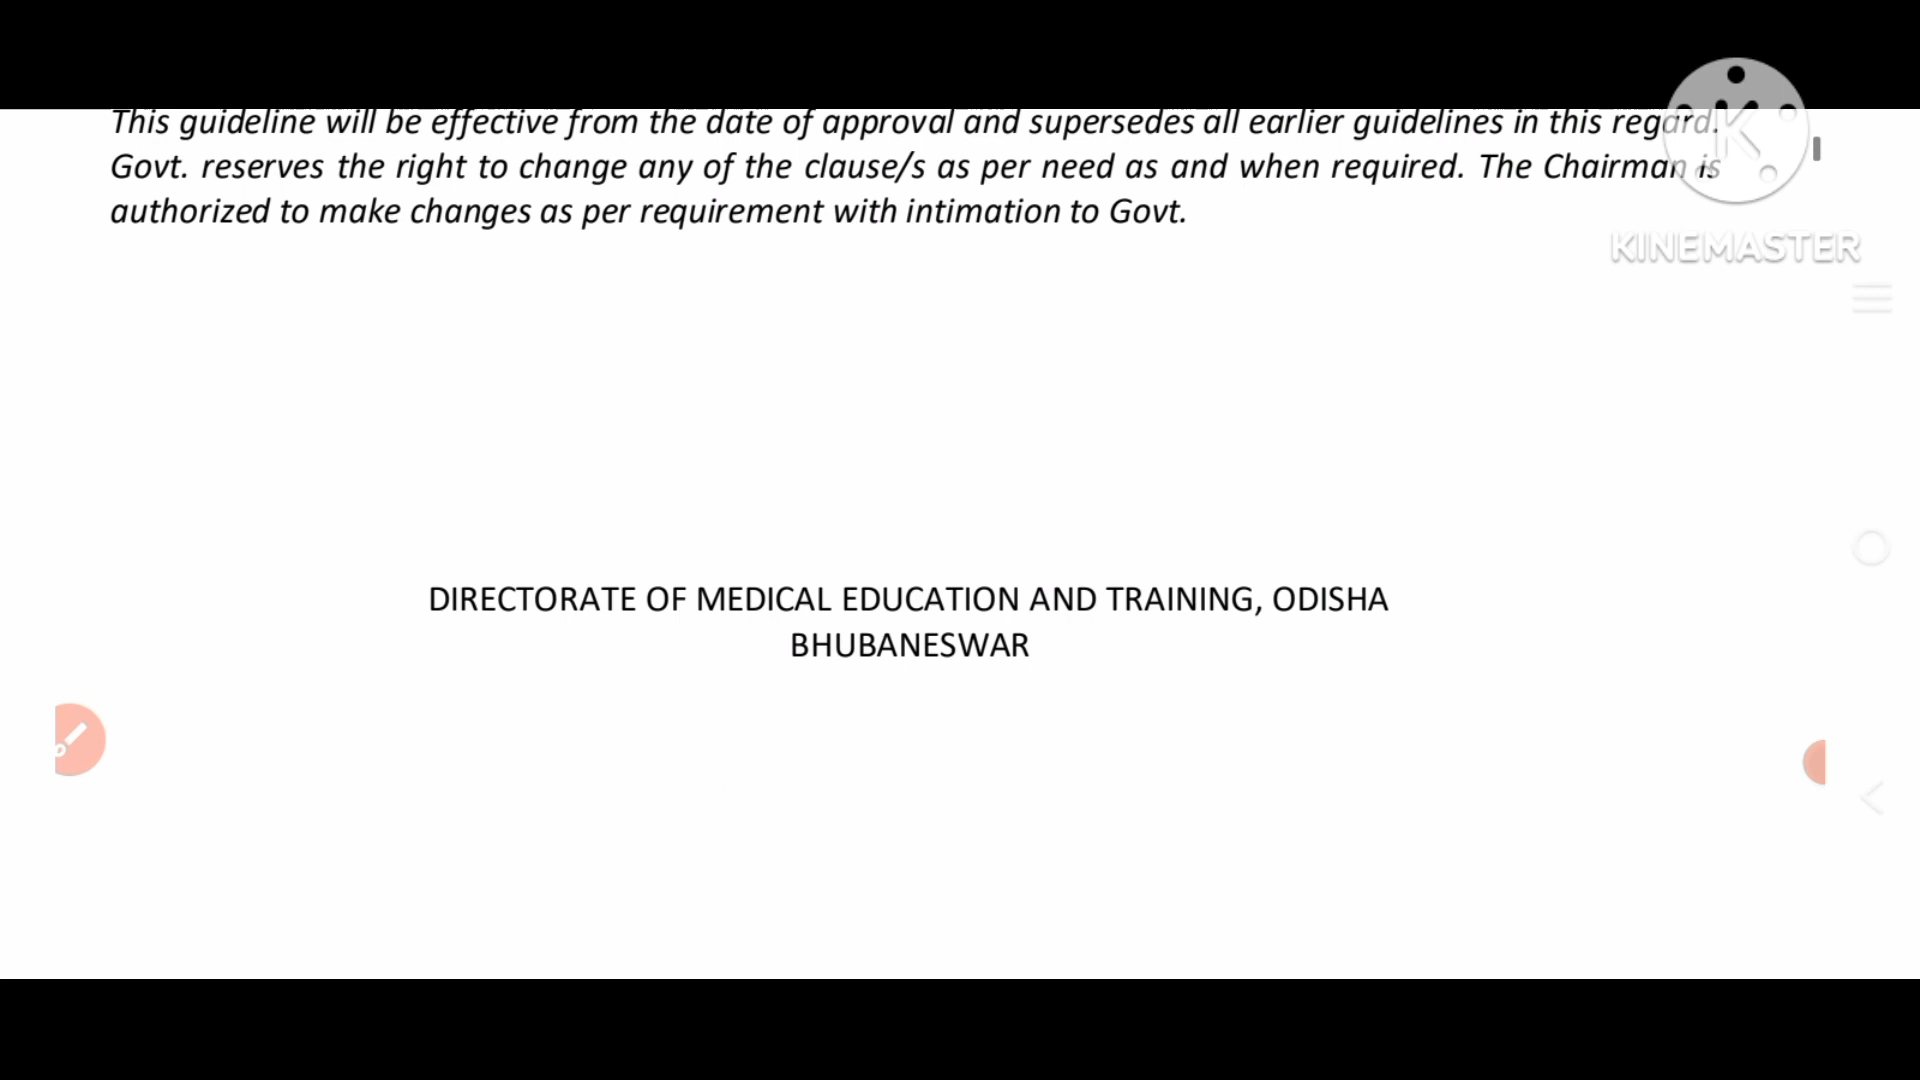 This guideline will be effective from the date of approval and supersedes all earlier guidelines in this regard.
Govt. reserves the right to change any of the clause/s as per need as and when required. The Chairman is
authorized to make changes as per requirement with intimation to Govt.
K
KINEMASTER
DIRECTORATE OF MEDICAL EDUCATION AND TRAINING, ODISHA
BHUBANESWAR